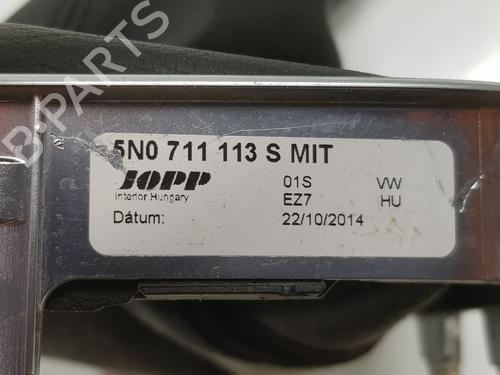 5N0 711 113 S MIT
JOPP 01S VW
Interior Hungary EZ7 HU
Dátum: 22/10/2014
B-PARTS